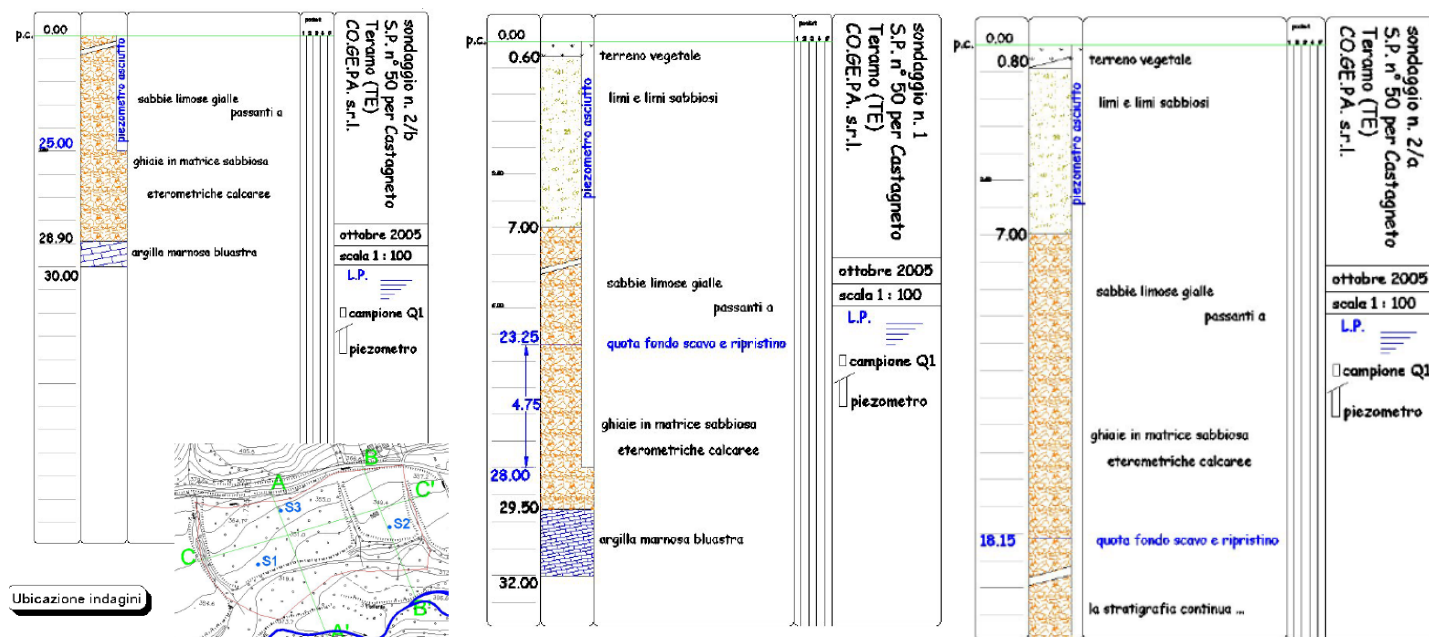 0.00
p.c.
piezometro asciutto
sabbie limose gialle
passanti a
25.00
ghiaie in matrice sabbiosa
eterometriche calcaree
28.90
argilla marnosa bluastra
30.00
sondaggio n. 2/b
S.P. n° 50 per Castagneto
Teramo (TE)
CO.GE.PA. s.r.l.
ottobre 2005
scala 1 : 100
L.P.
campione Q1
piezometro
Ubicazione indagini
A
B
C'
S3
S2
C
S1
B'
A'
0.00
p.c.
0.60
terreno vegetale
limi e limi sabbiosi
piezometro asciutto
7.00
sabbie limose gialle
passanti a
23.25
quota fondo scavo e ripristino
4.75
ghiaie in matrice sabbiosa
eterometriche calcaree
28.00
29.50
argilla marnosa bluastra
32.00
sondaggio n. 1
S.P. n° 50 per Castagneto
Teramo (TE)
CO.GE.PA. s.r.l.
ottobre 2005
scala 1 : 100
L.P.
campione Q1
piezometro
0.00
p.c.
0.80
terreno vegetale
limi e limi sabbiosi
piezometro asciutto
7.00
sabbie limose gialle
passanti a
ghiaie in matrice sabbiosa
eterometriche calcaree
18.15
quota fondo scavo e ripristino
la stratigrafia continua ...
sondaggio n. 2/a
S.P. n° 50 per Castagneto
Teramo (TE)
CO.GE.PA. s.r.l.
ottobre 2005
scala 1 : 100
L.P.
campione Q1
piezometro